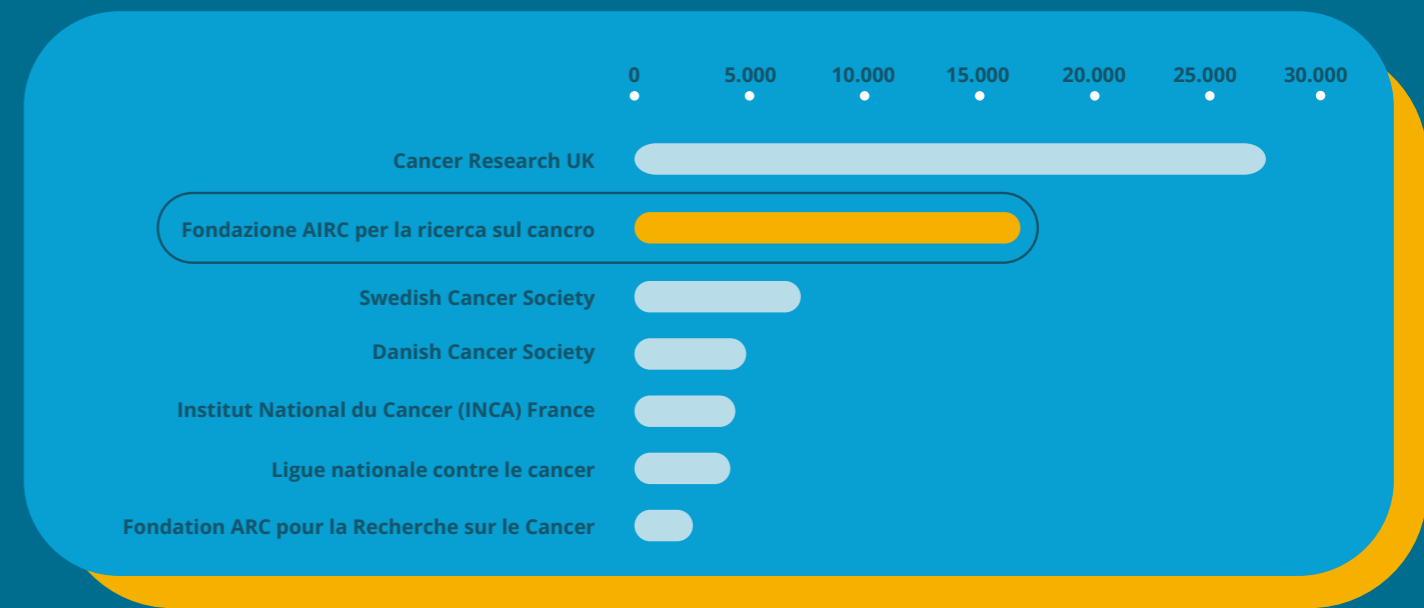 0 5.000 10.000 15.000 20.000 25.000 30.000
Cancer Research UK
Fondazione AIRC per la ricerca sul cancro
Swedish Cancer Society
Danish Cancer Society
Institut National du Cancer (INCA) France
Ligue nationale contre le cancer
Fondation ARC pour la Recherche sur le Cancer